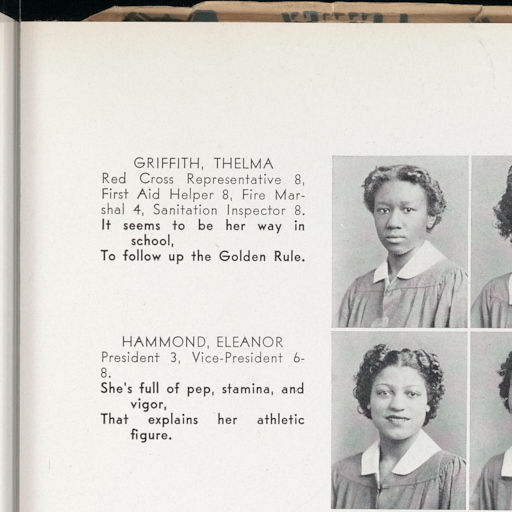 GRIFFITH, THELMA
Red Cross Representative 8,
First Aid Helper 8, Fire Mar-
shal 4, Sanitation Inspector 8.
It seems to be her way in
school,
To follow up the Golden Rule.
HAMMOND, ELEANOR
President 3, Vice-President 6-
8.
She's full of pep, stamina, and
vigor,
That explains her athletic
figure.